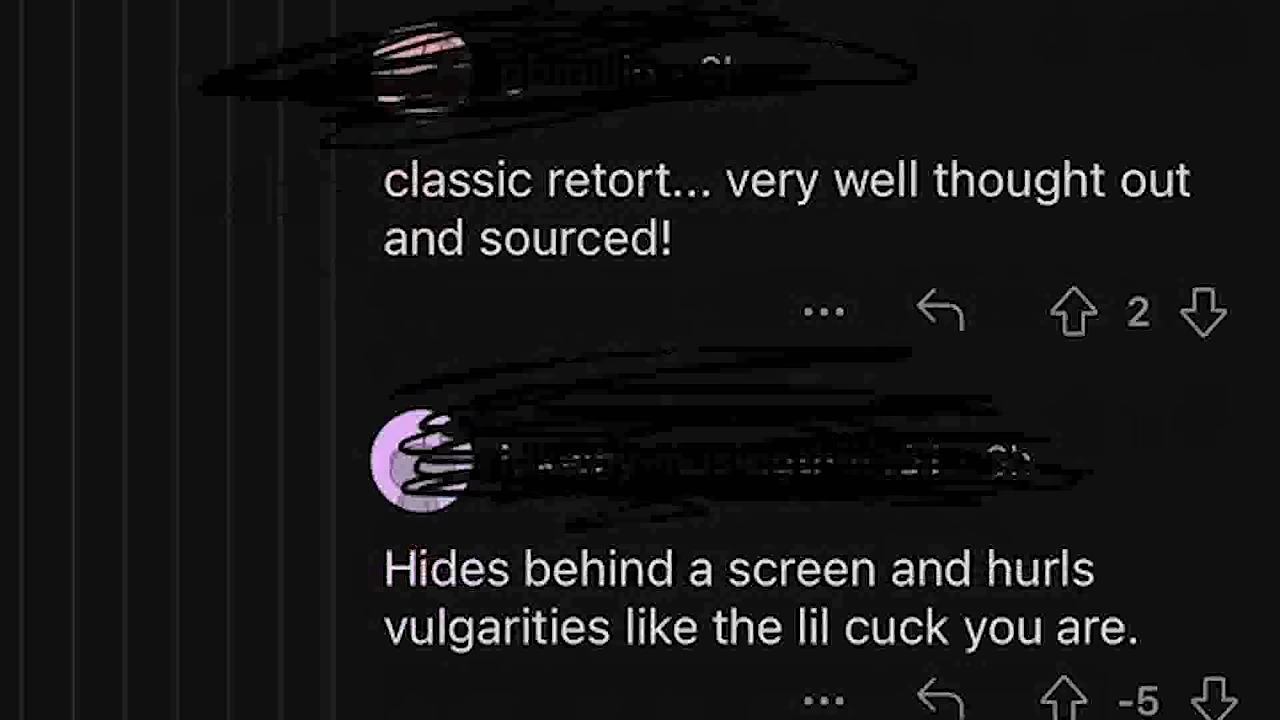 classic retort... very well thought out
and sourced!
2
Hides behind a screen and hurls
vulgarities like the lil cuck you are.
-5